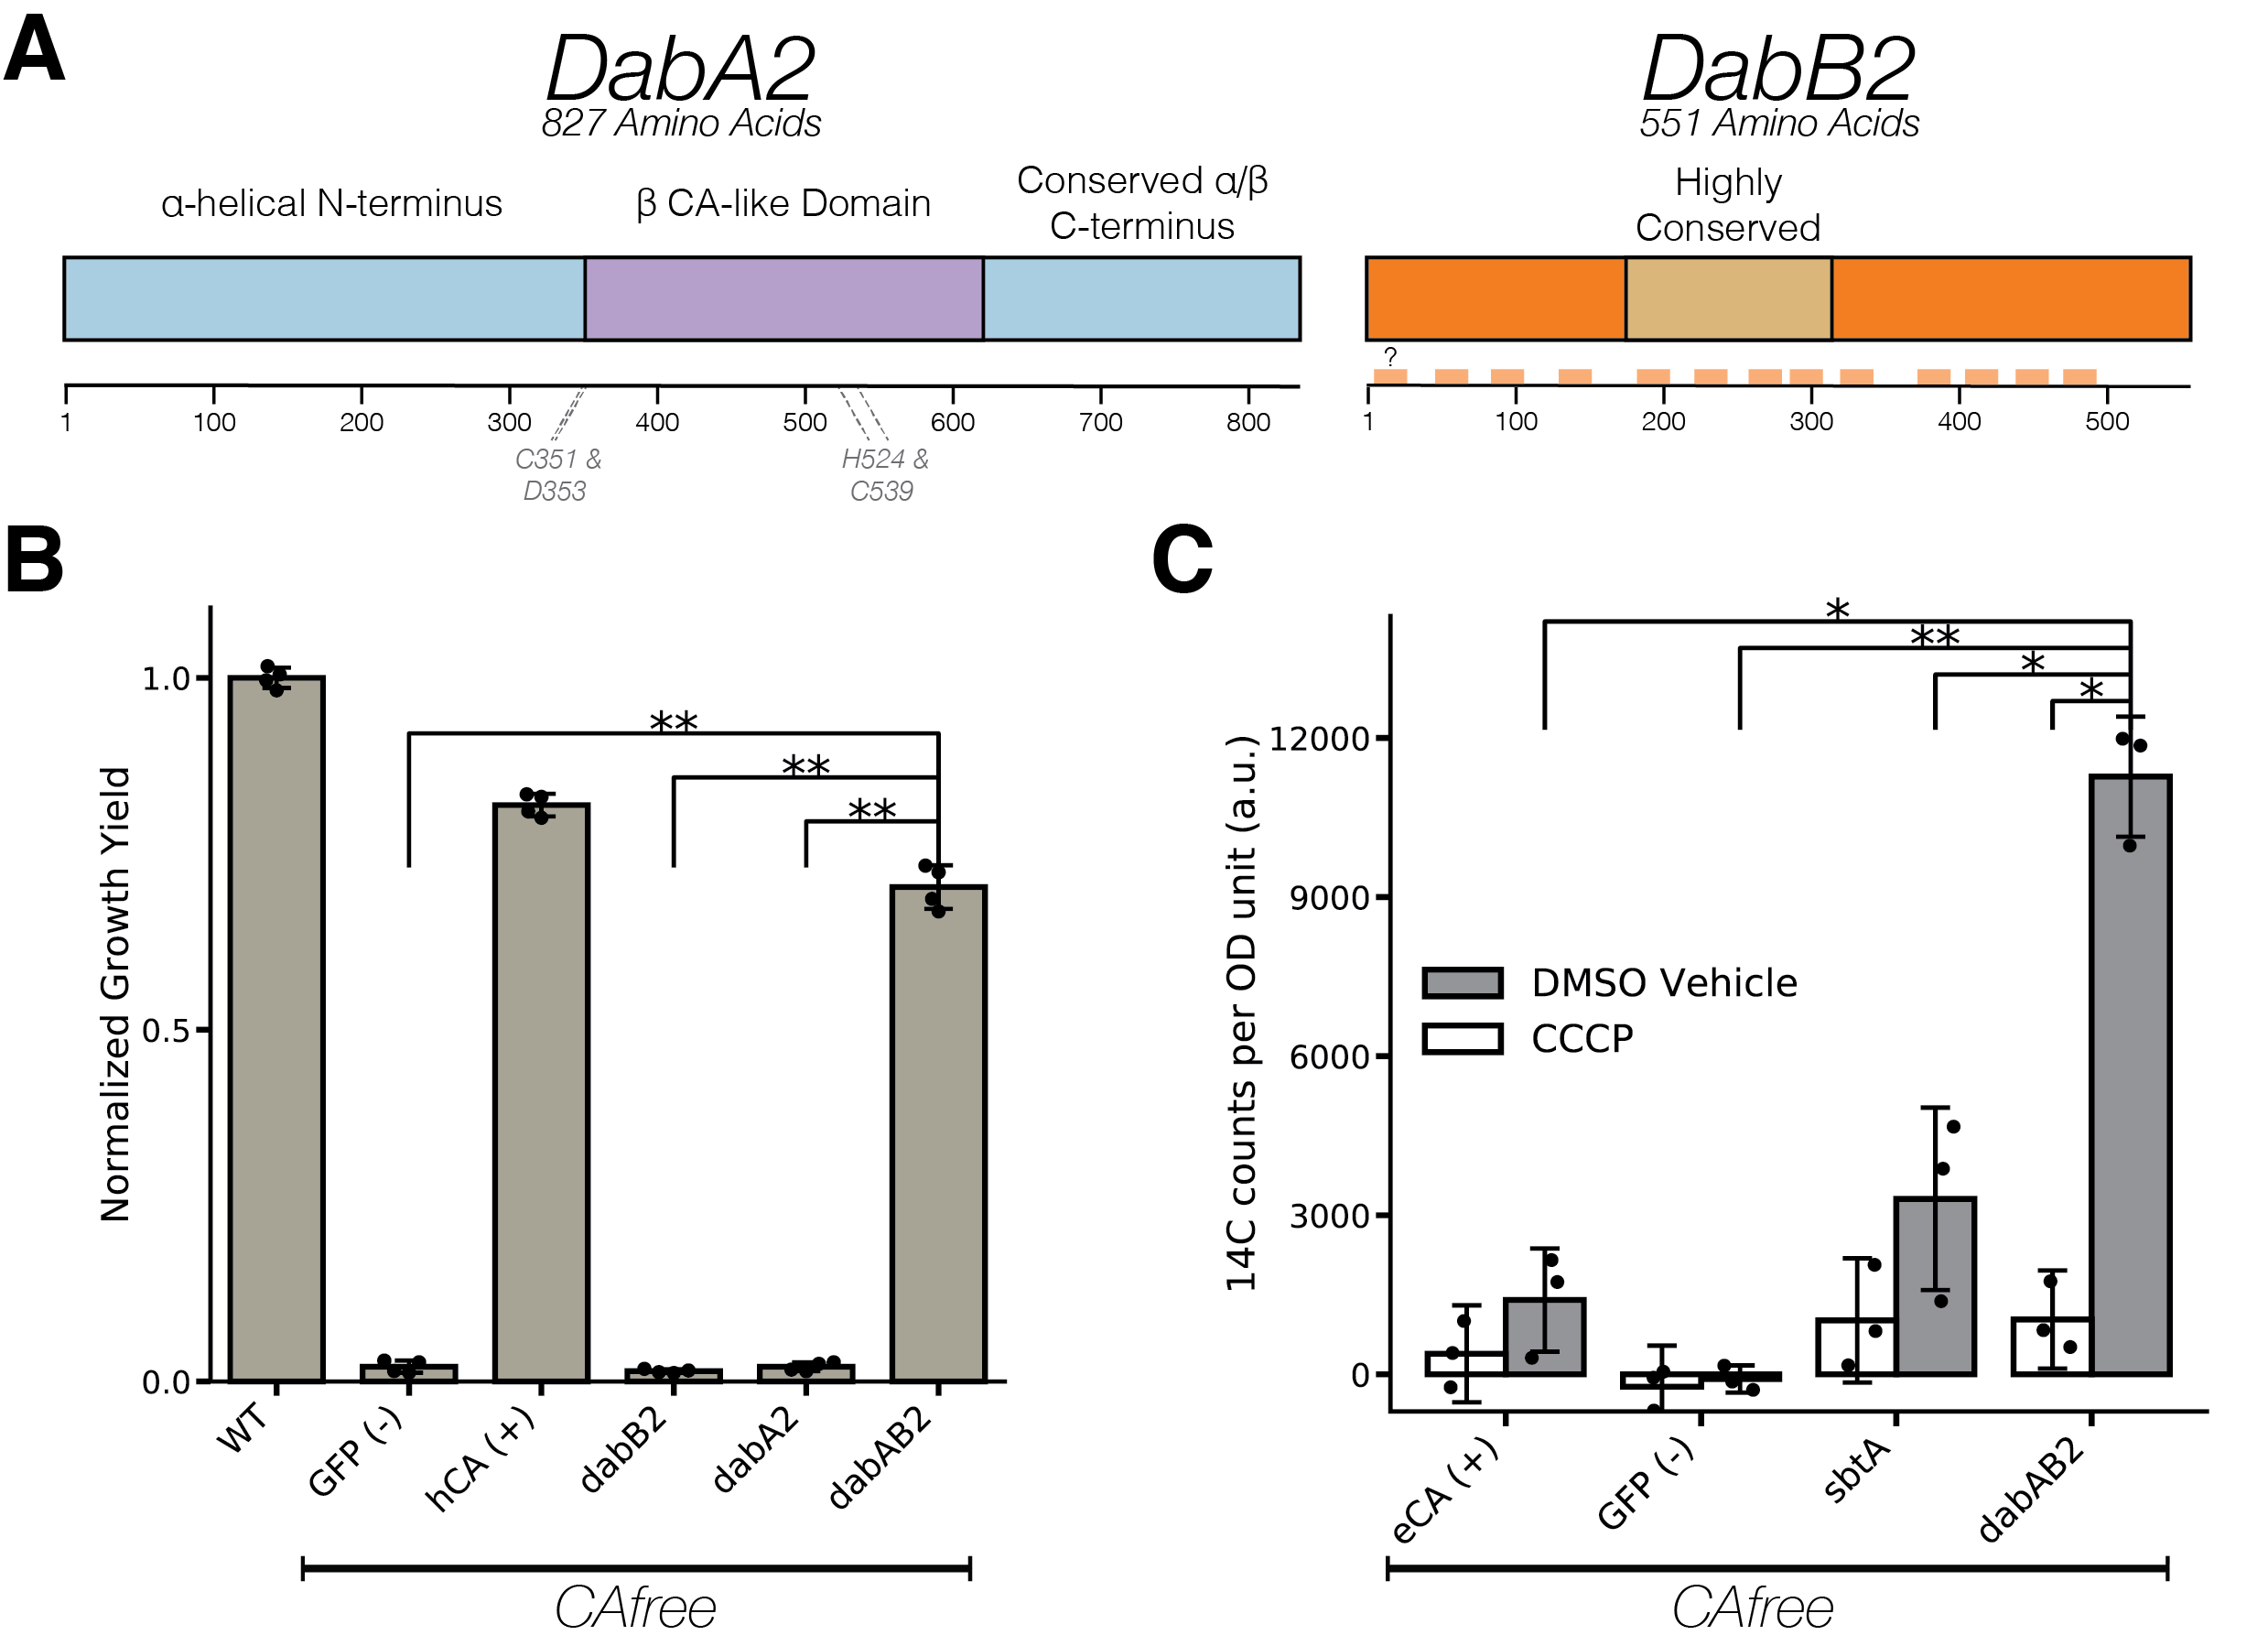 A
DabA2
827 Amino Acids
α-helical N-terminus
β CA-like Domain
Conserved α/β
C-terminus
1 100 200 300 400 500 600 700 800
C351 &
D353
H524 &
C539
DabB2
551 Amino Acids
Highly
Conserved
?
1 100 200 300 400 500
B
Normalized Growth Yield
1.0
0.5
0.0
**
**
**
WT
GFP (-)
hCA (+)
dabB2
dabA2
dabAB2
CAfree
C
14C counts per OD unit (a.u.)
12000
9000
6000
3000
0
*
**
*
*
DMSO Vehicle
CCCP
eCA (+)
GFP (-)
sbtA
dabAB2
CAfree